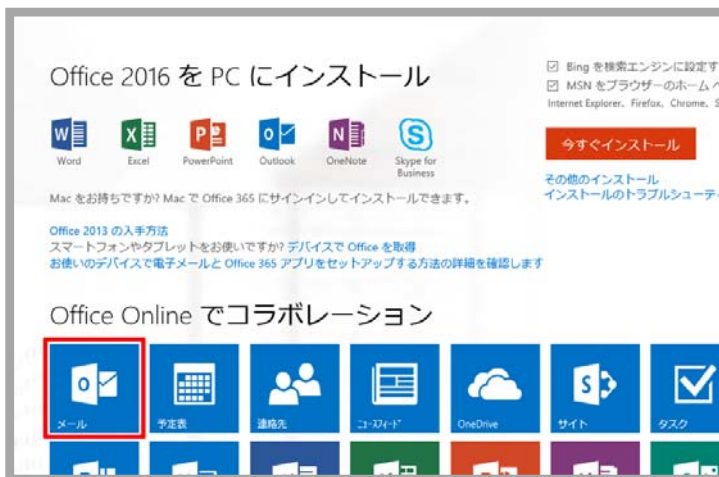 Office 2016 を PC にインストール
Word
Excel
PowerPoint
Outlook
OneNote
Skype for
Business
Mac をお持ちですか? Mac で Office 365 にサインインしてインストールできます。
Office 2013 の入手方法
スマートフォンやタブレットをお使いですか? デバイスで Office を取得
お使いのデバイスで電子メールと Office 365 アプリをセットアップする方法の詳細を確認します
Bing を検索エンジンに設定す
MSN をブラウザーのホーム
Internet Explorer、Firefox、Chrome、
今すぐインストール
その他のインストール
インストールのトラブルシューテ
Office Online でコラボレーション
メール
予定表
連絡先
ニュースフィード
OneDrive
サイト
タスク